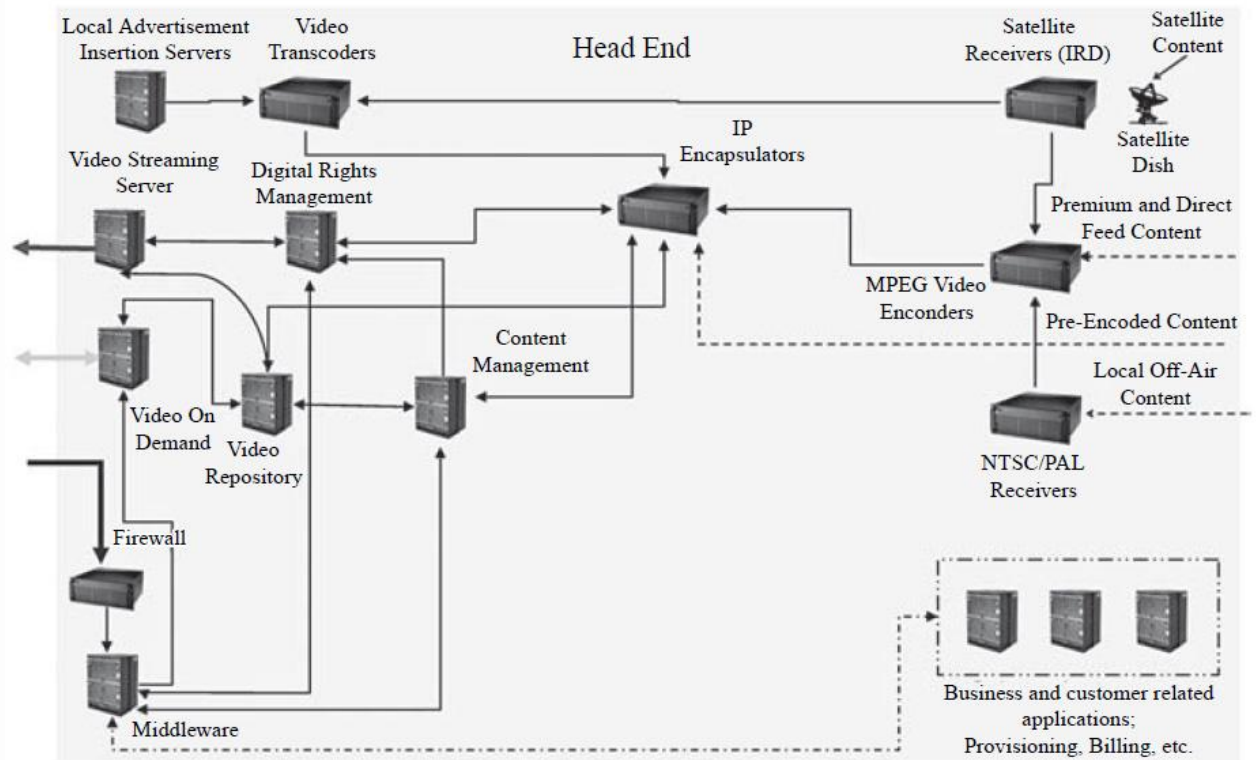 Local Advertisement
Insertion Servers
Video
Transcoders
Head End
Satellite
Receivers (IRD)
Satellite
Content
Satellite
Dish
IP
Encapsulators
Video Streaming
Server
Digital Rights
Management
Premium and Direct
Feed Content
MPEG Video
Enconders
Pre-Encoded Content
Content
Management
Local Off-Air
Content
Video On
Demand
Video
Repository
NTSC/PAL
Receivers
Firewall
Middleware
Business and customer related
applications;
Provisioning, Billing, etc.